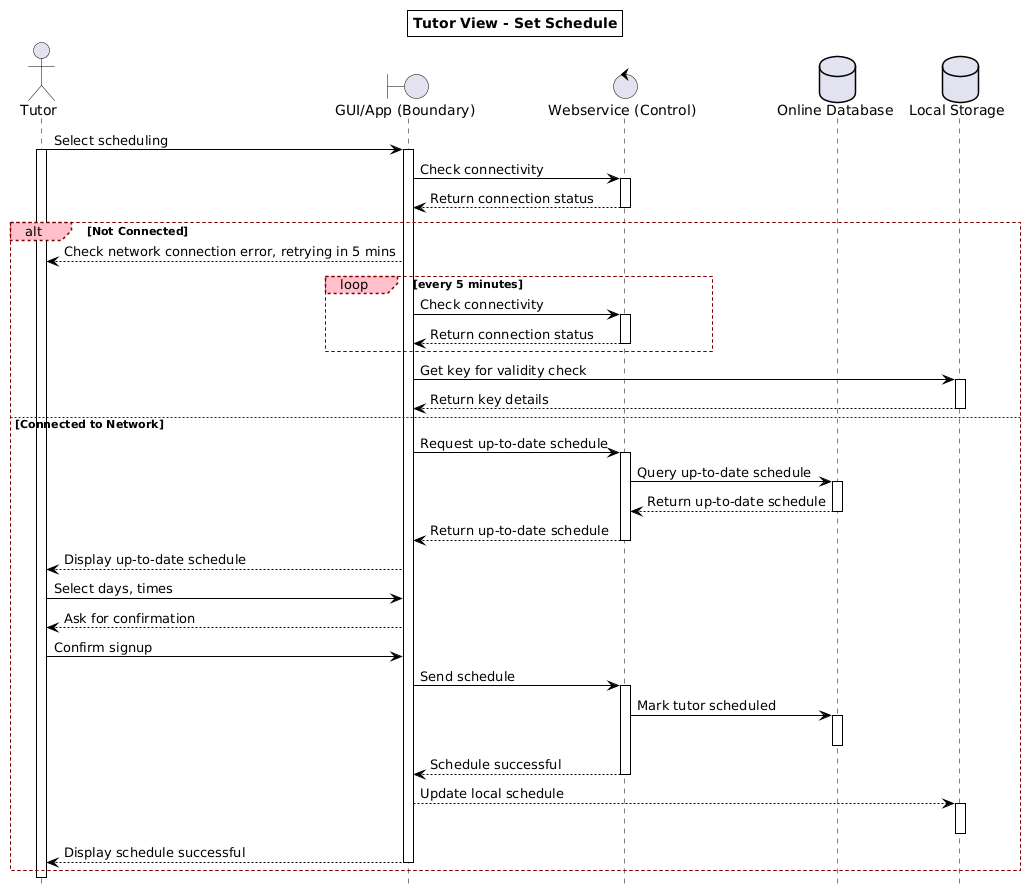 Tutor View - Set Schedule
Tutor
GUI/App (Boundary)
Webservice (Control)
Online Database
Local Storage
Select scheduling
Check connectivity
Return connection status
alt
[Not Connected]
Check network connection error, retrying in 5 mins
loop
[every 5 minutes]
Check connectivity
Return connection status
Get key for validity check
Return key details
[Connected to Network]
Request up-to-date schedule
Query up-to-date schedule
Return up-to-date schedule
Return up-to-date schedule
Display up-to-date schedule
Select days, times
Ask for confirmation
Confirm signup
Send schedule
Mark tutor scheduled
Schedule successful
Update local schedule
Display schedule successful